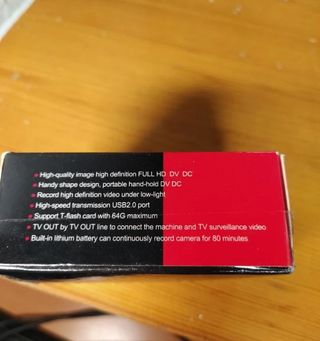 High-quality image high definition FULL HD DV DC
Handy shape design, portable hand-hold DV DC
Record high definition video under low-light
High-speed transmission USB2.0 port
Support T-flash card with 64G maximum
TV OUT by TV OUT line to connect the machine and TV surveillance video
Built-in lithium battery can continuously record camera for 80 minutes